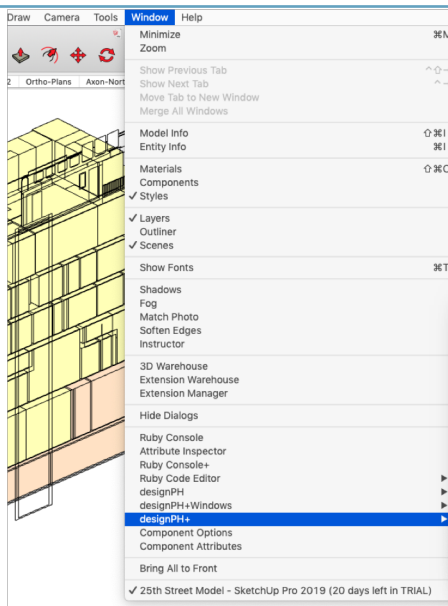 Draw Camera Tools Window Help
2 Ortho-Plans Axon-Nort
Minimize ⌘M
Zoom
Show Previous Tab ^⇧→
Show Next Tab ^→
Move Tab to New Window
Merge All Windows
Model Info ⇧⌘I
Entity Info ⌘I
Materials ⇧⌘C
Components
✓ Styles
✓ Layers
Outliner
✓ Scenes
Show Fonts ⌘T
Shadows
Fog
Match Photo
Soften Edges
Instructor
3D Warehouse
Extension Warehouse
Extension Manager
Hide Dialogs
Ruby Console
Attribute Inspector
Ruby Console+
Ruby Code Editor ▶
designPH ▶
designPH+Windows ▶
designPH+ ▶
Component Options
Component Attributes
Bring All to Front
✓ 25th Street Model - SketchUp Pro 2019 (20 days left in TRIAL)